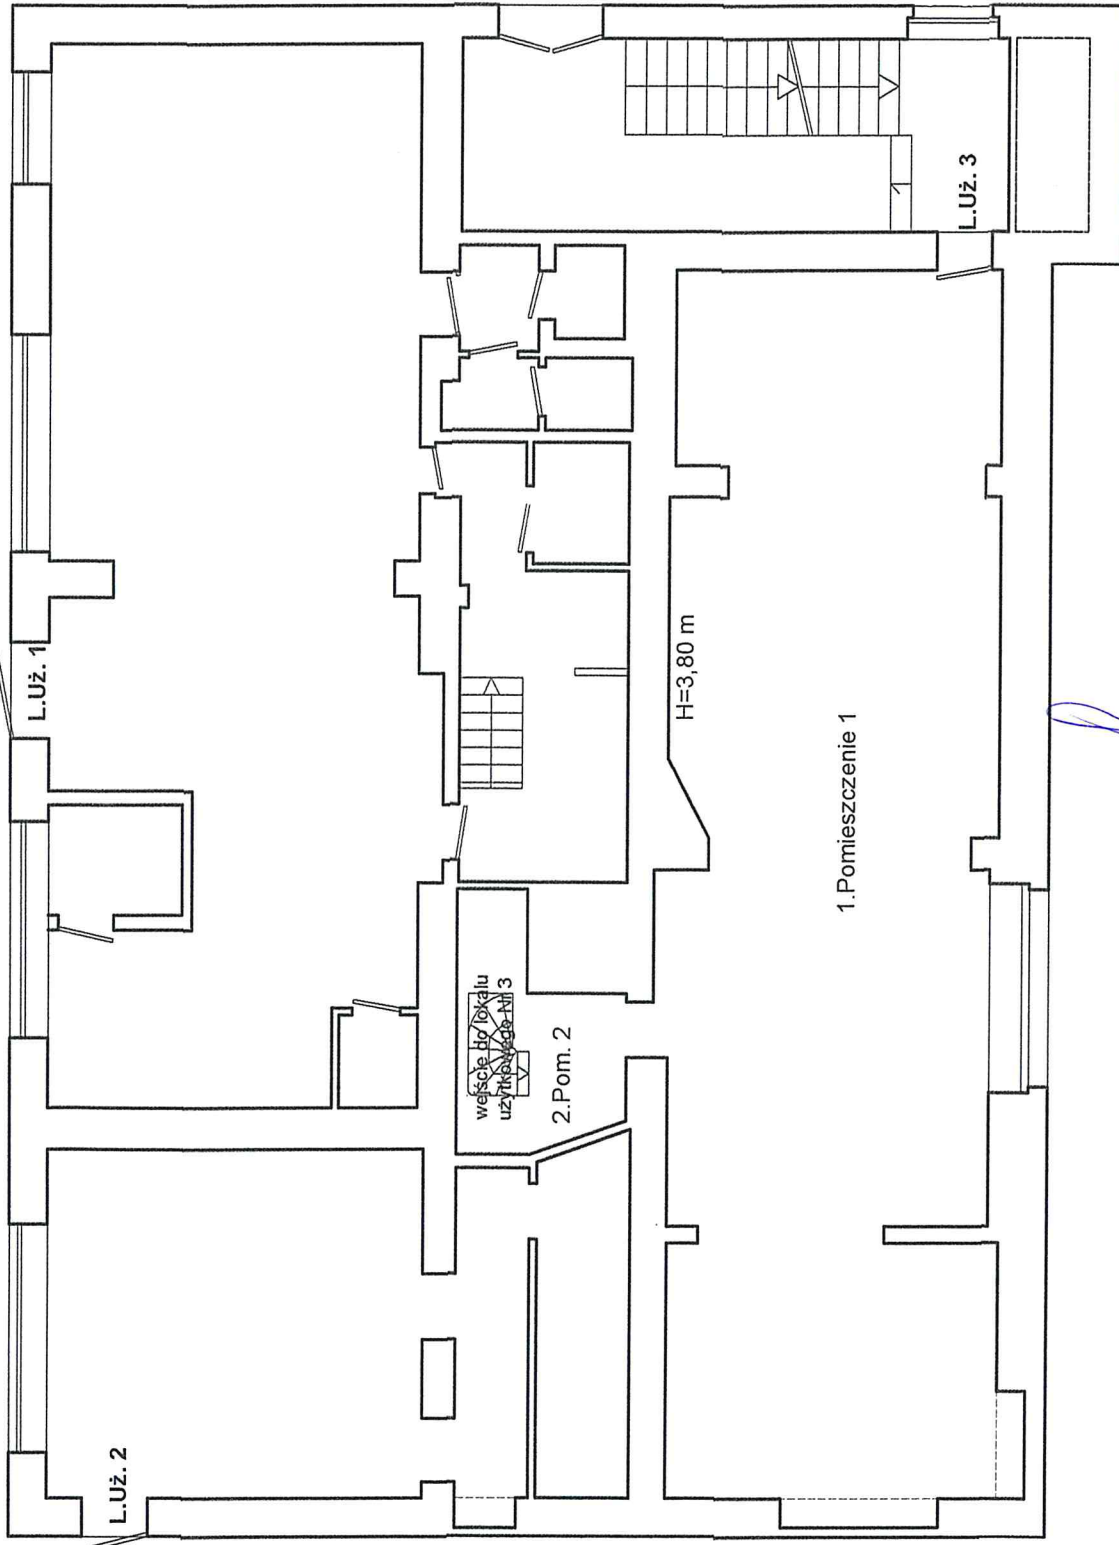 L.Uż. 1
L.Uż. 2
L.Uż. 3
wejście do lokalu
użytkowego Nr 3
2.Pom. 2
H=3,80 m
1.Pomieszczenie 1